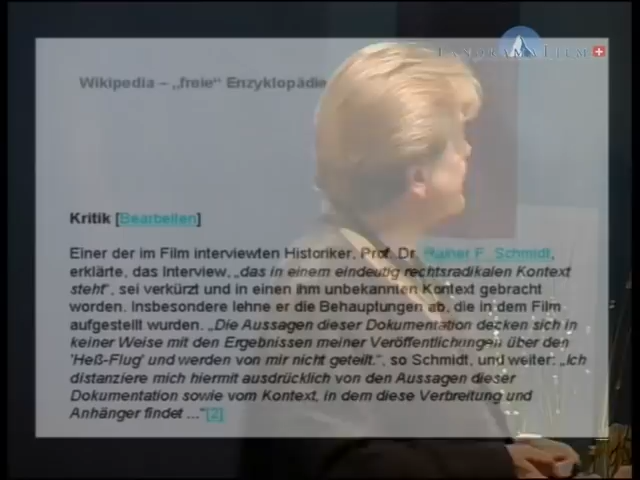 PANORAMAFILM
Wikipedia – „freie“ Enzyklopädie
Kritik [Bearbeiten]
Einer der im Film interviewten Historiker, Prof. Dr. Rainer F. Schmidt,
erklärte, das Interview, „das in einem eindeutig rechtsradikalen Kontext
steht“, sei verkürzt und in einen ihm unbekannten Kontext gebracht
worden. Insbesondere lehne er die Behauptungen ab, die in dem Film
aufgestellt wurden. „Die Aussagen dieser Dokumentation decken sich in
keiner Weise mit den Ergebnissen meiner Veröffentlichungen über den
'Heß-Flug' und werden von mir nicht geteilt.“, so Schmidt, und weiter: „Ich
distanziere mich hiermit ausdrücklich von den Aussagen dieser
Dokumentation sowie vom Kontext, in dem diese Verbreitung und
Anhänger findet ...“[2]